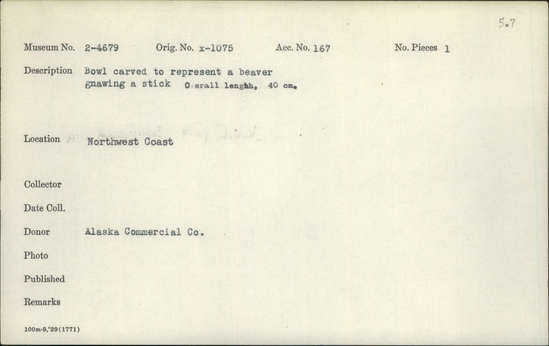 5.7
Museum No. 2-4679 Orig. No. x-1075 Acc. No. 167 No. Pieces 1
Description Bowl carved to represent a beaver
gnawing a stick Overall length, 40 cm.
Location Northwest Coast
Collector
Date Coll.
Donor Alaska Commercial Co.
Photo
Published
Remarks
100m-9,'29(1771)